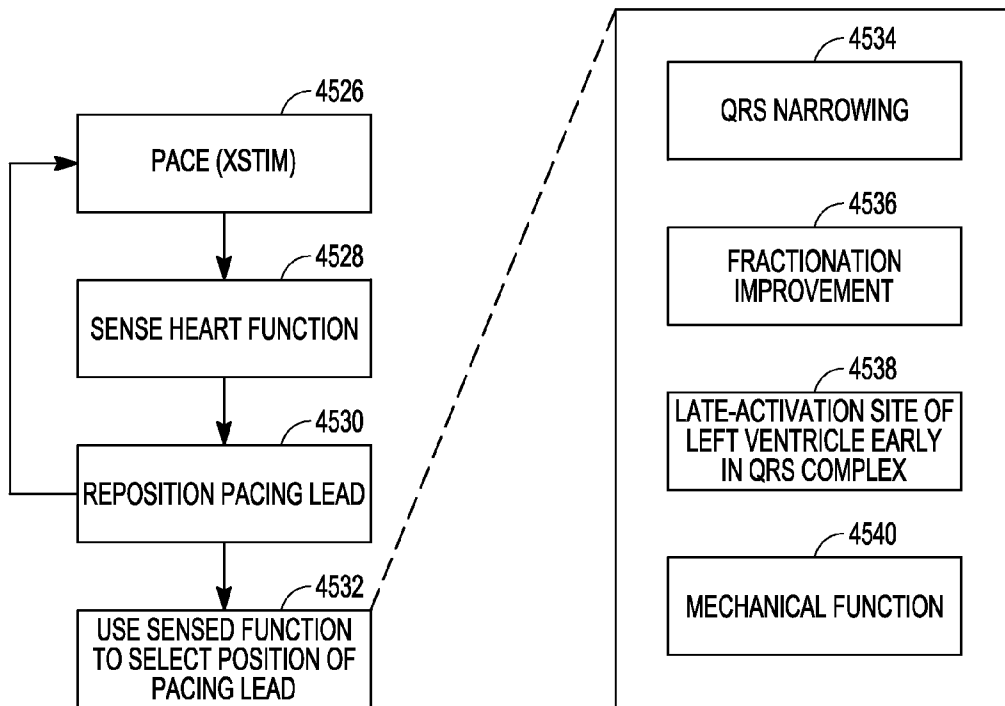 4526
PACE (XSTIM)
4528
SENSE HEART FUNCTION
4530
REPOSITION PACING LEAD
4532
USE SENSED FUNCTION
TO SELECT POSITION OF
PACING LEAD
4534
QRS NARROWING
4536
FRACTIONATION
IMPROVEMENT
4538
LATE-ACTIVATION SITE OF
LEFT VENTRICLE EARLY
IN QRS COMPLEX
4540
MECHANICAL FUNCTION